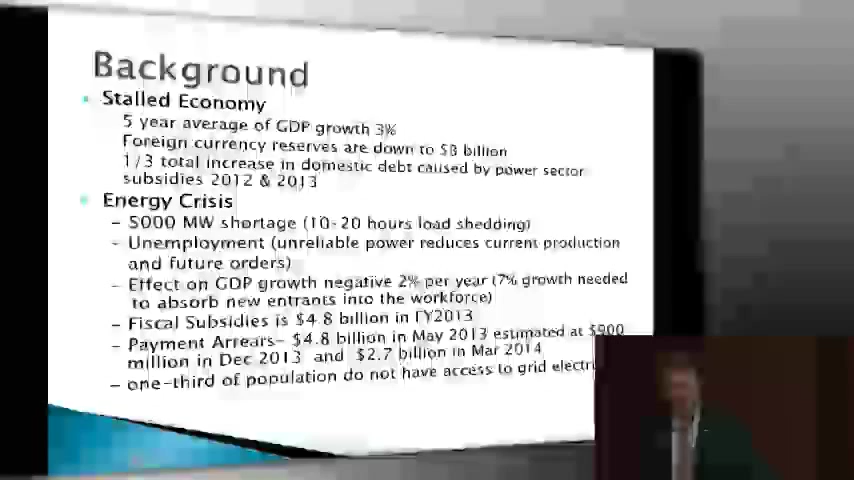 Background
• Stalled Economy
5 year average of GDP growth 3%
Foreign currency reserves are down to $8 billion
1/3 total increase in domestic debt caused by power sector
subsidies 2012 & 2013
• Energy Crisis
– 5000 MW shortage (10-20 hours load shedding)
– Unemployment (unreliable power reduces current production
and future orders)
– Effect on GDP growth negative 2% per year (7% growth needed
to absorb new entrants into the workforce)
– Fiscal Subsidies is $4.8 billion in FY2013
– Payment Arrears– $4.8 billion in May 2013 estimated at $900
million in Dec 2013 and $2.7 billion in Mar 2014
– one-third of population do not have access to grid